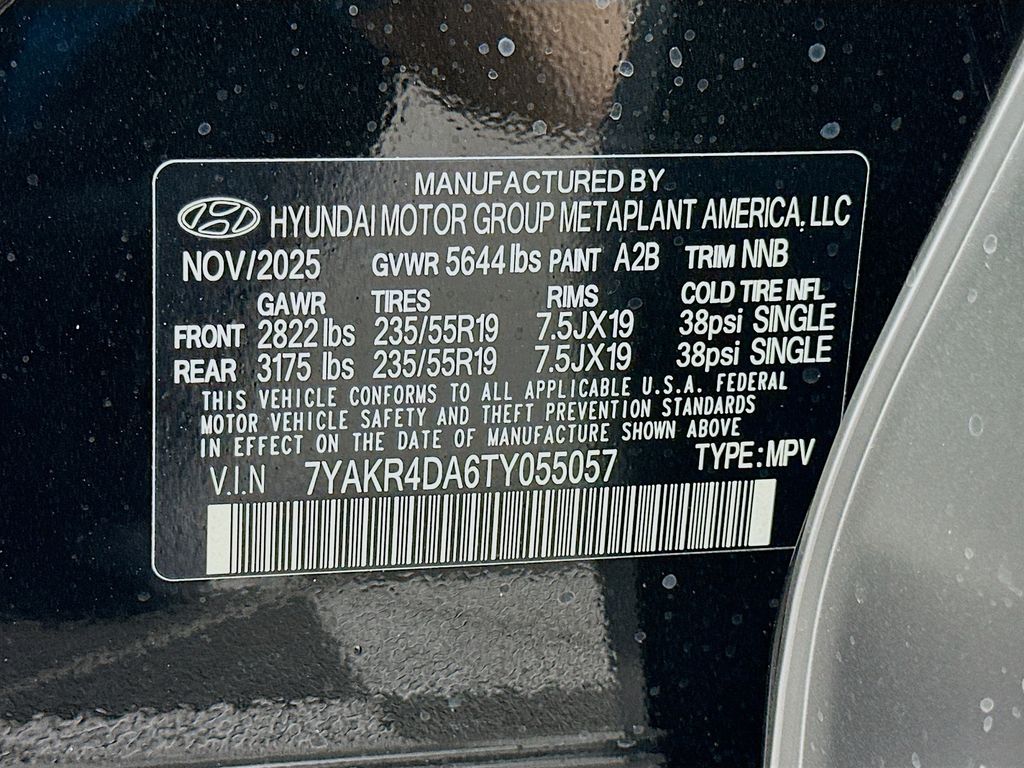 MANUFACTURED BY
HYUNDAI MOTOR GROUP METAPLANT AMERICA, LLC
NOV/2025 GVWR 5644 lbs PAINT A2B TRIM NNB
GAWR TIRES RIMS COLD TIRE INFL
FRONT 2822 lbs 235/55R19 7.5JX19 38psi SINGLE
REAR 3175 lbs 235/55R19 7.5JX19 38psi SINGLE
THIS VEHICLE CONFORMS TO ALL APPLICABLE U.S.A. FEDERAL
MOTOR VEHICLE SAFETY AND THEFT PREVENTION STANDARDS
IN EFFECT ON THE DATE OF MANUFACTURE SHOWN ABOVE
V.I.N 7YAKR4DA6TY055057 TYPE:MPV